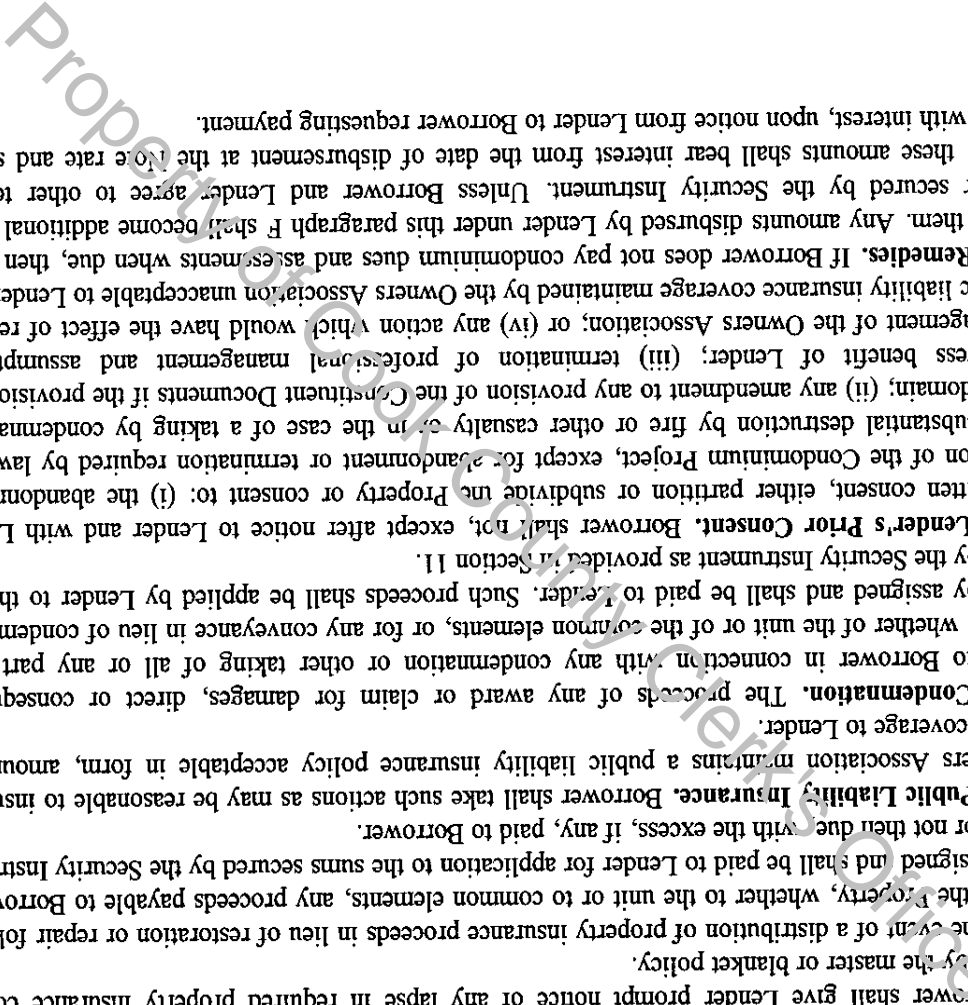 rower shall give Lender prompt notice of any lapse in required property insurance co
by the master or blanket policy.
he event of a distribution of property insurance proceeds in lieu of restoration or repair fol
the Property, whether to the unit or to common elements, any proceeds payable to Borrow
signed and shall be paid to Lender for application to the sums secured by the Security Instr
or not then due, with the excess, if any, paid to Borrower.
Public Liability Insurance. Borrower shall take such actions as may be reasonable to insu
ers Association maintains a public liability insurance policy acceptable in form, amoun
coverage to Lender.
Condemnation. The proceeds of any award or claim for damages, direct or conseq
to Borrower in connection with any condemnation or other taking of all or any part
whether of the unit or of the common elements, or for any conveyance in lieu of condem
by assigned and shall be paid to Lender. Such proceeds shall be applied by Lender to th
by the Security Instrument as provided in Section 11.
Lender's Prior Consent. Borrower shall not, except after notice to Lender and with L
tten consent, either partition or subdivide the Property or consent to: (i) the abandonm
on of the Condominium Project, except for abandonment or termination required by law
ubstantial destruction by fire or other casualty or in the case of a taking by condemna
domain; (ii) any amendment to any provision of the Constituent Documents if the provisio
ess benefit of Lender; (iii) termination of professional management and assumpt
agement of the Owners Association; or (iv) any action which would have the effect of re
c liability insurance coverage maintained by the Owners Association unacceptable to Lender
Remedies. If Borrower does not pay condominium dues and assessments when due, then
them. Any amounts disbursed by Lender under this paragraph F shall become additional
r secured by the Security Instrument. Unless Borrower and Lender agree to other te
these amounts shall bear interest from the date of disbursement at the Note rate and s
with interest, upon notice from Lender to Borrower requesting payment.
Property of Cook County Clerk's Office